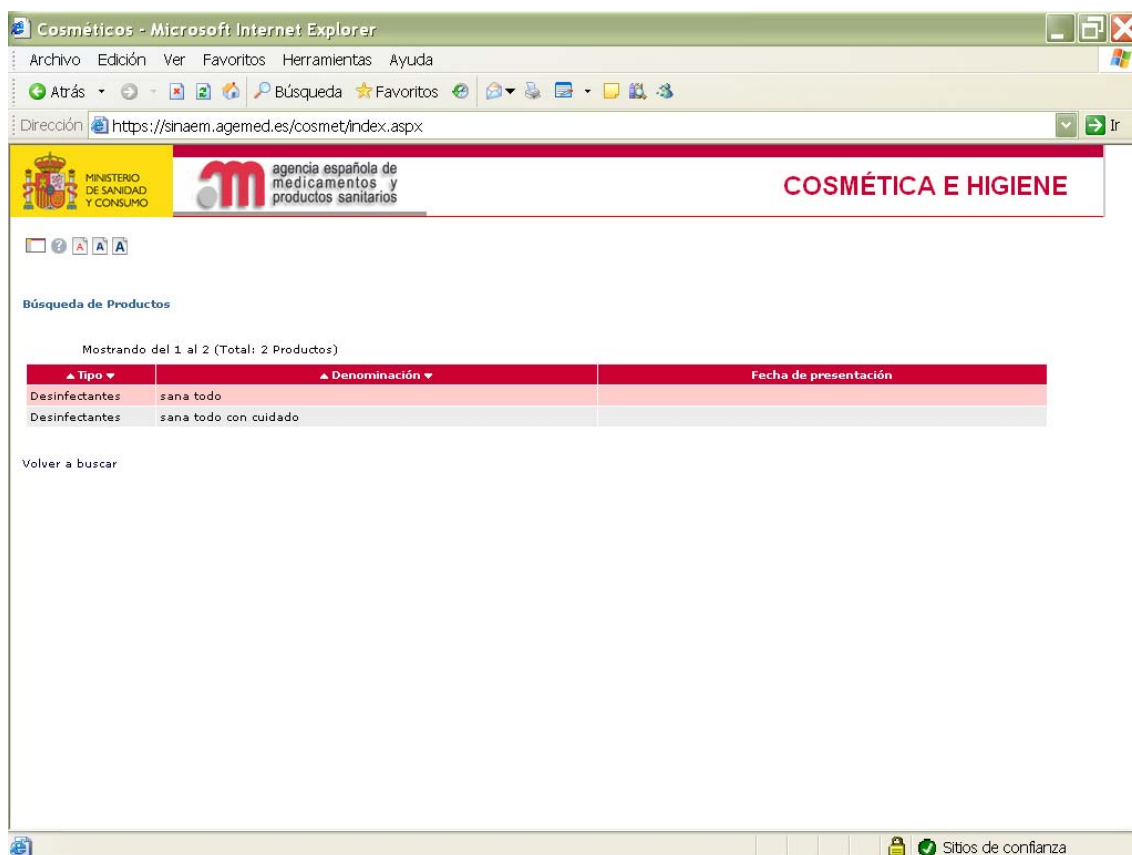 Cosméticos - Microsoft Internet Explorer
Archivo Edición Ver Favoritos Herramientas Ayuda
Atrás Búsqueda Favoritos
Dirección https://sinaem.agemed.es/cosmet/index.aspx Ir
MINISTERIO
DE SANIDAD
Y CONSUMO
agencia española de
medicamentos y
productos sanitarios
COSMÉTICA E HIGIENE
A A A
Búsqueda de Productos
Mostrando del 1 al 2 (Total: 2 Productos)
▲ Tipo ▼ ▲ Denominación ▼ Fecha de presentación
Desinfectantes sana todo
Desinfectantes sana todo con cuidado
Volver a buscar
Sitios de confianza